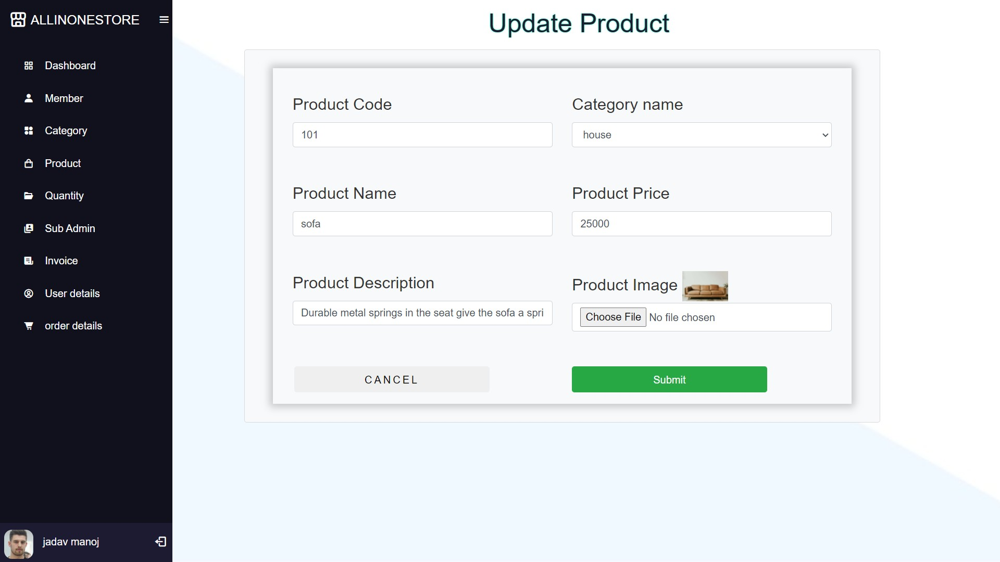 ALLINONESTORE
Dashboard
Member
Category
Product
Quantity
Sub Admin
Invoice
User details
order details
jadav manoj
Update Product
Product Code
101
Category name
house
Product Name
sofa
Product Price
25000
Product Description
Durable metal springs in the seat give the sofa a spri
Product Image
Choose File No file chosen
CANCEL
Submit